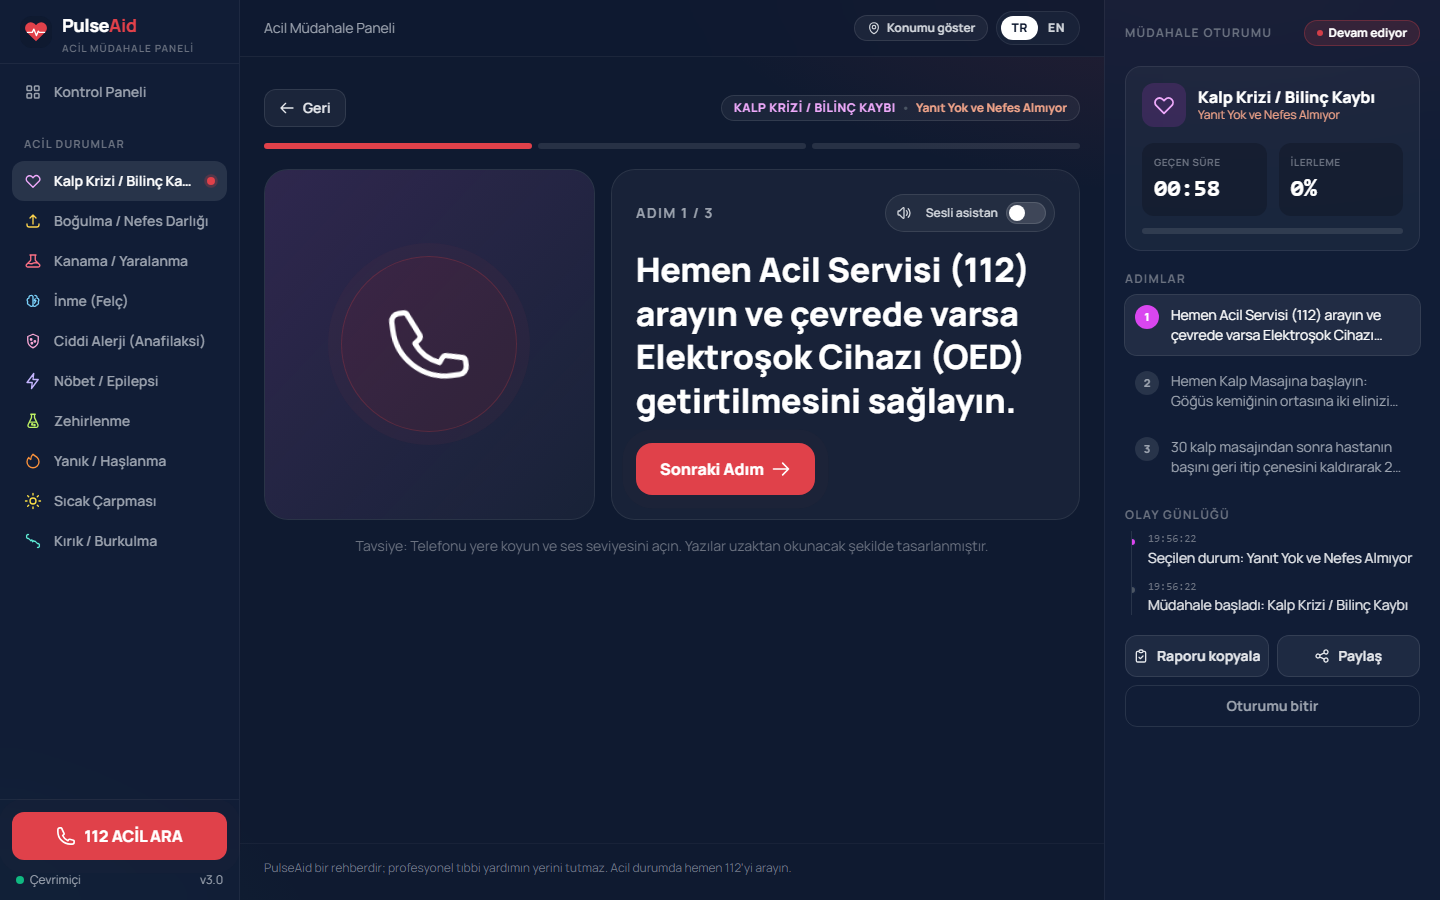 PulseAid
ACİL MÜDAHALE PANELİ
Kontrol Paneli
ACİL DURUMLAR
Kalp Krizi / Bilinç Ka...
Boğulma / Nefes Darlığı
Kanama / Yaralanma
İnme (Felç)
Ciddi Alerji (Anafilaksi)
Nöbet / Epilepsi
Zehirlenme
Yanık / Haşlanma
Sıcak Çarpması
Kırık / Burkulma
112 ACİL ARA
Çevrimiçi
v3.0
Acil Müdahale Paneli
Konumu göster
TR EN
Geri
KALP KRİZİ / BİLİNÇ KAYBI • Yanıt Yok ve Nefes Almıyor
ADIM 1 / 3
Sesli asistan
Hemen Acil Servisi (112)
arayın ve çevrede varsa
Elektroşok Cihazı (OED)
getirtilmesini sağlayın.
Sonraki Adım
Tavsiye: Telefonu yere koyun ve ses seviyesini açın. Yazılar uzaktan okunacak şekilde tasarlanmıştır.
PulseAid bir rehberdir; profesyonel tıbbi yardımın yerini tutmaz. Acil durumda hemen 112'yi arayın.
MÜDAHALE OTURUMU
Devam ediyor
Kalp Krizi / Bilinç Kaybı
Yanıt Yok ve Nefes Almıyor
GEÇEN SÜRE
00:58
İLERLEME
0%
ADIMLAR
1
Hemen Acil Servisi (112) arayın ve
çevrede varsa Elektroşok Cihazı...
2
Hemen Kalp Masajına başlayın:
Göğüs kemiğinin ortasına iki elinizi...
3
30 kalp masajından sonra hastanın
başını geri itip çenesini kaldırarak 2...
OLAY GÜNLÜĞÜ
19:56:22
Seçilen durum: Yanıt Yok ve Nefes Almıyor
19:56:22
Müdahale başladı: Kalp Krizi / Bilinç Kaybı
Raporu kopyala
Paylaş
Oturumu bitir